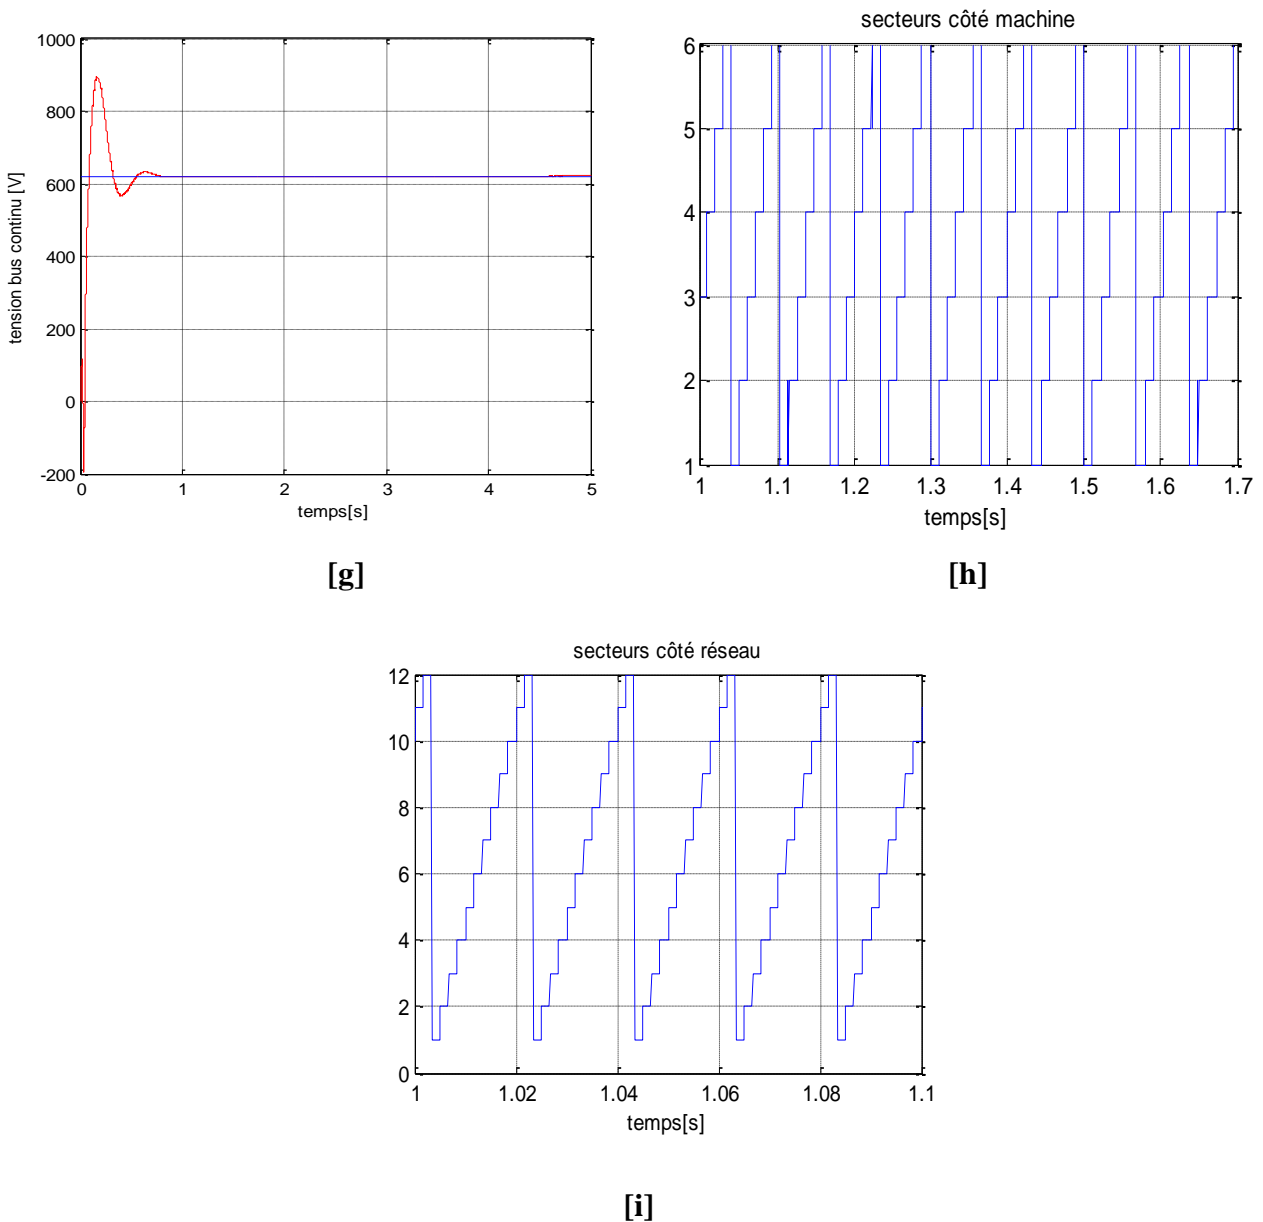 1000
800
600
400
200
0
-200
tension bus continu [V]
0 1 2 3 4 5
temps[s]
[g]
secteurs côté machine
6
5
4
3
2
1
1 1.1 1.2 1.3 1.4 1.5 1.6 1.7
temps[s]
[h]
secteurs côté réseau
12
10
8
6
4
2
0
1 1.02 1.04 1.06 1.08 1.1
temps[s]
[i]